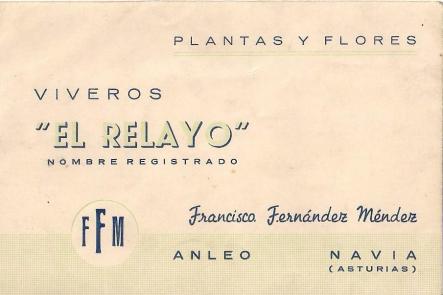 PLANTAS Y FLORES
VIVEROS
"EL RELAYO"
NOMBRE REGISTRADO
FFM
Francisco Fernández Méndez
ANLEO NAVIA
(ASTURIAS)